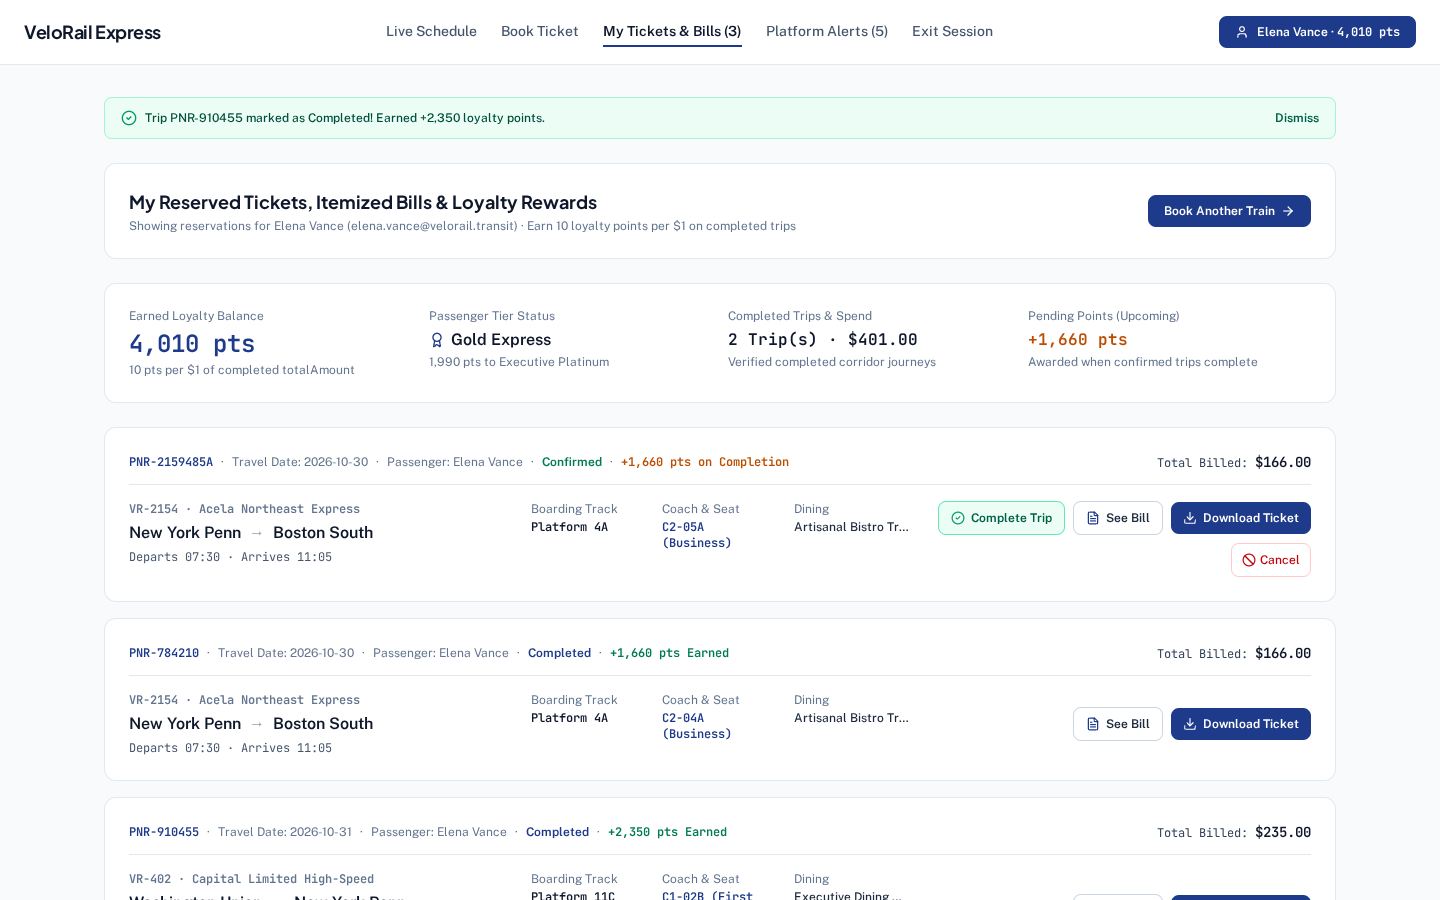 VeloRail Express
Live Schedule
Book Ticket
My Tickets & Bills (3)
Platform Alerts (5)
Exit Session
Elena Vance · 4,010 pts
Trip PNR-910455 marked as Completed! Earned +2,350 loyalty points.
Dismiss
My Reserved Tickets, Itemized Bills & Loyalty Rewards
Showing reservations for Elena Vance (elena.vance@velorail.transit) · Earn 10 loyalty points per $1 on completed trips
Book Another Train →
Earned Loyalty Balance
4,010 pts
10 pts per $1 of completed totalAmount
Passenger Tier Status
Gold Express
1,990 pts to Executive Platinum
Completed Trips & Spend
2 Trip(s) · $401.00
Verified completed corridor journeys
Pending Points (Upcoming)
+1,660 pts
Awarded when confirmed trips complete
PNR-2159485A · Travel Date: 2026-10-30 · Passenger: Elena Vance · Confirmed · +1,660 pts on Completion
Total Billed: $166.00
VR-2154 · Acela Northeast Express
New York Penn → Boston South
Departs 07:30 · Arrives 11:05
Boarding Track
Platform 4A
Coach & Seat
C2-05A
(Business)
Dining
Artisanal Bistro Tr...
Complete Trip
See Bill
Download Ticket
Cancel
PNR-784210 · Travel Date: 2026-10-30 · Passenger: Elena Vance · Completed · +1,660 pts Earned
Total Billed: $166.00
VR-2154 · Acela Northeast Express
New York Penn → Boston South
Departs 07:30 · Arrives 11:05
Boarding Track
Platform 4A
Coach & Seat
C2-04A
(Business)
Dining
Artisanal Bistro Tr...
See Bill
Download Ticket
PNR-910455 · Travel Date: 2026-10-31 · Passenger: Elena Vance · Completed · +2,350 pts Earned
Total Billed: $235.00
VR-402 · Capital Limited High-Speed
Washington Union → New York Penn
Boarding Track
Platform 11C
Coach & Seat
C1-02B (First
Dining
Executive Dining ...